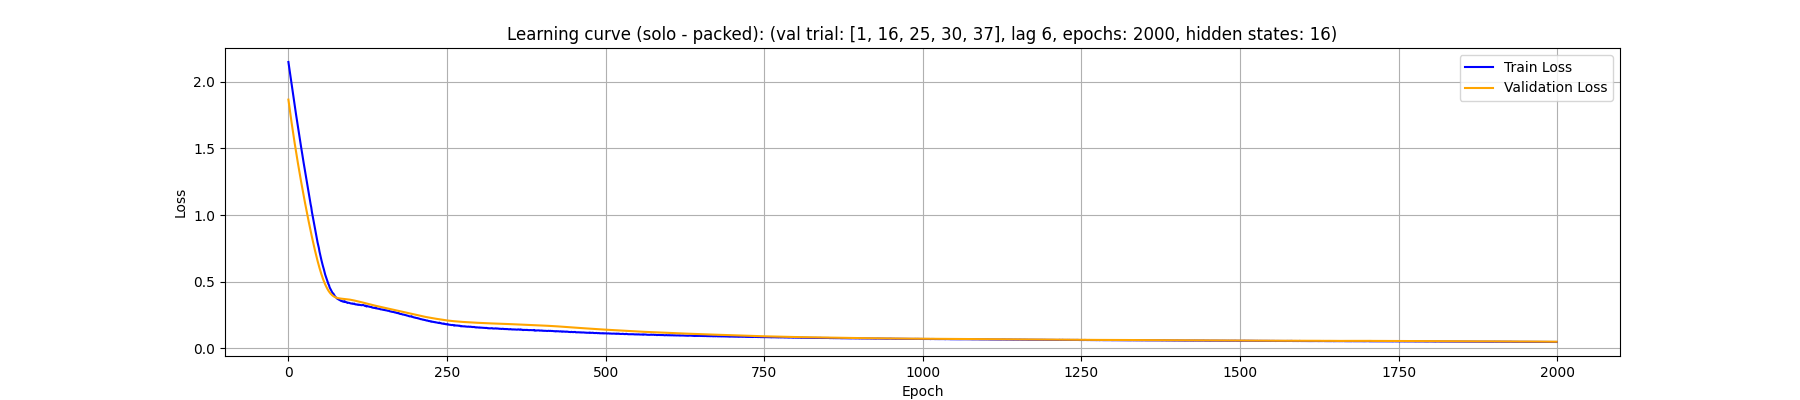 Learning curve (solo - packed): (val trial: [1, 16, 25, 30, 37], lag 6, epochs: 2000, hidden states: 16)
Train Loss
Validation Loss
Loss
2.0
1.5
1.0
0.5
0.0
0 250 500 750 1000 1250 1500 1750 2000
Epoch